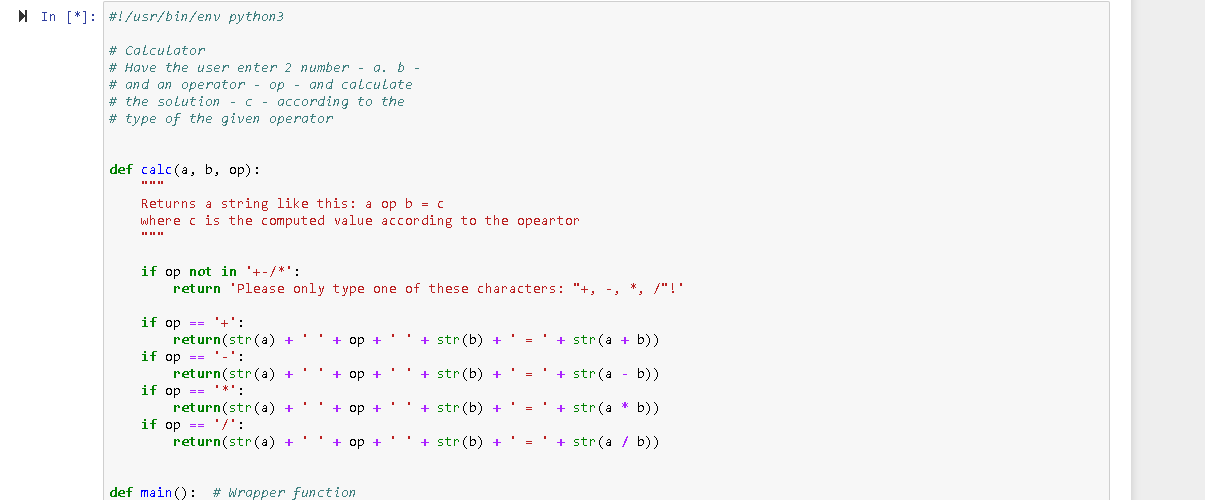 In [*]: #!/usr/bin/env python3
# Calculator
# Have the user enter 2 number - a. b -
# and an operator - op - and calculate
# the solution - c - according to the
# type of the given operator
def calc(a, b, op):
"""
Returns a string like this: a op b = c
where c is the computed value according to the opeartor
"""
if op not in '+-/*':
return 'Please only type one of these characters: "+, -, *, /"!'
if op == '+':
return(str(a) + ' ' + op + ' ' + str(b) + ' = ' + str(a + b))
if op == '-':
return(str(a) + ' ' + op + ' ' + str(b) + ' = ' + str(a - b))
if op == '*':
return(str(a) + ' ' + op + ' ' + str(b) + ' = ' + str(a * b))
if op == '/':
return(str(a) + ' ' + op + ' ' + str(b) + ' = ' + str(a / b))
def main():  # Wrapper function